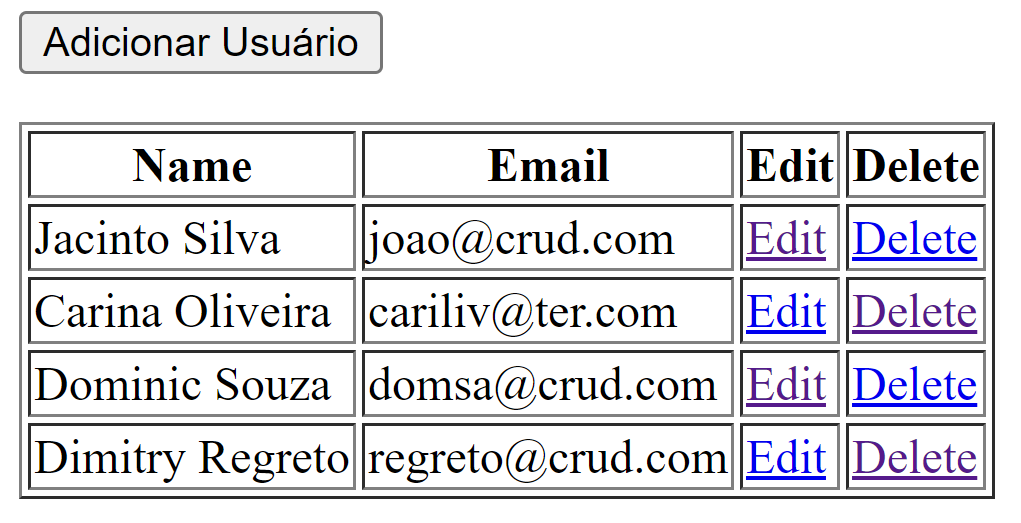 Adicionar Usuário
Name Email Edit Delete
Jacinto Silva joao@crud.com Edit Delete
Carina Oliveira cariliv@ter.com Edit Delete
Dominic Souza domsa@crud.com Edit Delete
Dimitry Regreto regreto@crud.com Edit Delete